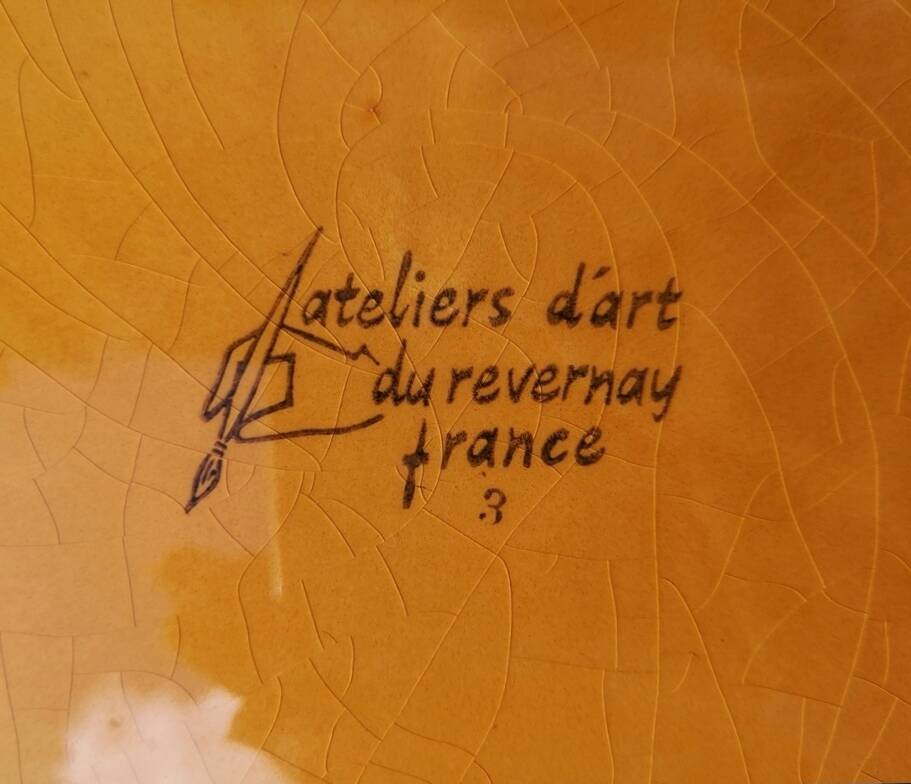 ateliers d'art
du revernay
france
3